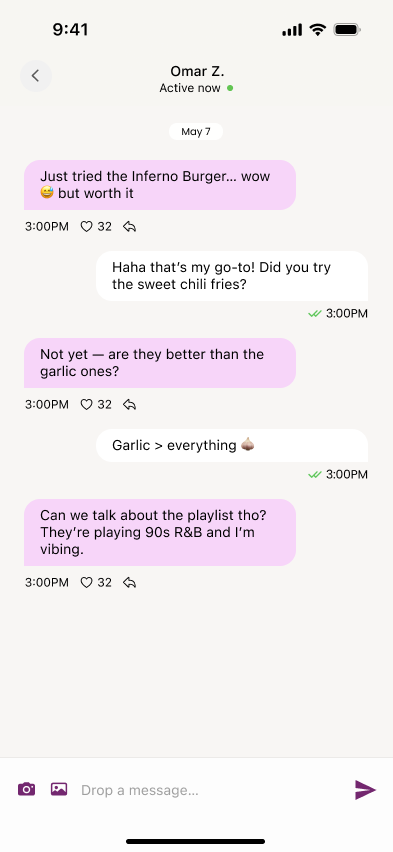 9:41
Omar Z.
Active now
May 7
Just tried the Inferno Burger... wow
😅 but worth it
3:00PM 32
Haha that's my go-to! Did you try
the sweet chili fries?
3:00PM
Not yet — are they better than the
garlic ones?
3:00PM 32
Garlic > everything 🧄
3:00PM
Can we talk about the playlist tho?
They're playing 90s R&B and I'm
vibing.
3:00PM 32
Drop a message...